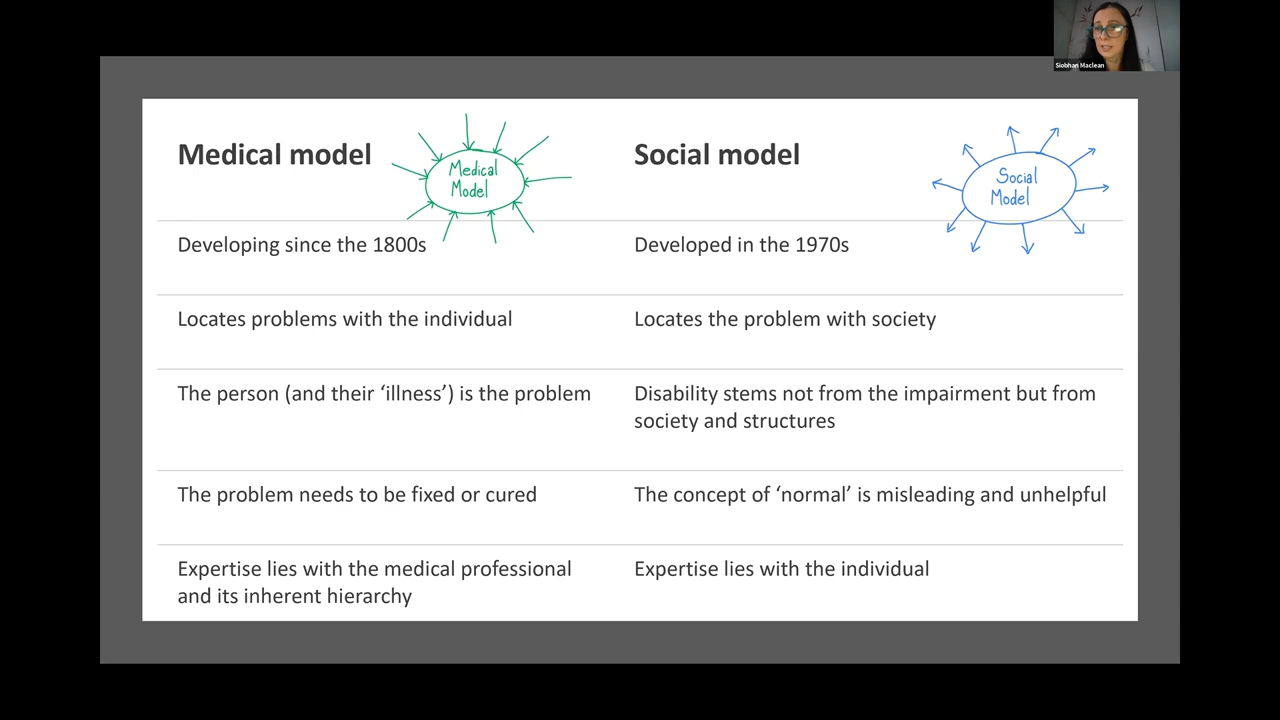 Siobhan Maclean
Medical model
Medical
Model
Social model
Social
Model
Developing since the 1800s
Developed in the 1970s
Locates problems with the individual
Locates the problem with society
The person (and their ‘illness’) is the problem
Disability stems not from the impairment but from
society and structures
The problem needs to be fixed or cured
The concept of ‘normal’ is misleading and unhelpful
Expertise lies with the medical professional
and its inherent hierarchy
Expertise lies with the individual